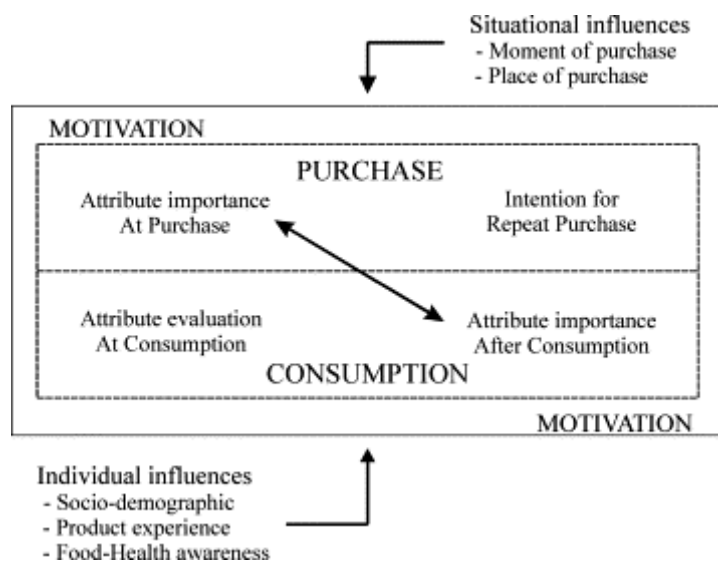 Situational influences
- Moment of purchase
- Place of purchase
MOTIVATION
PURCHASE
Attribute importance
At Purchase
Intention for
Repeat Purchase
Attribute evaluation
At Consumption
Attribute importance
After Consumption
CONSUMPTION
MOTIVATION
Individual influences
- Socio-demographic
- Product experience
- Food-Health awareness